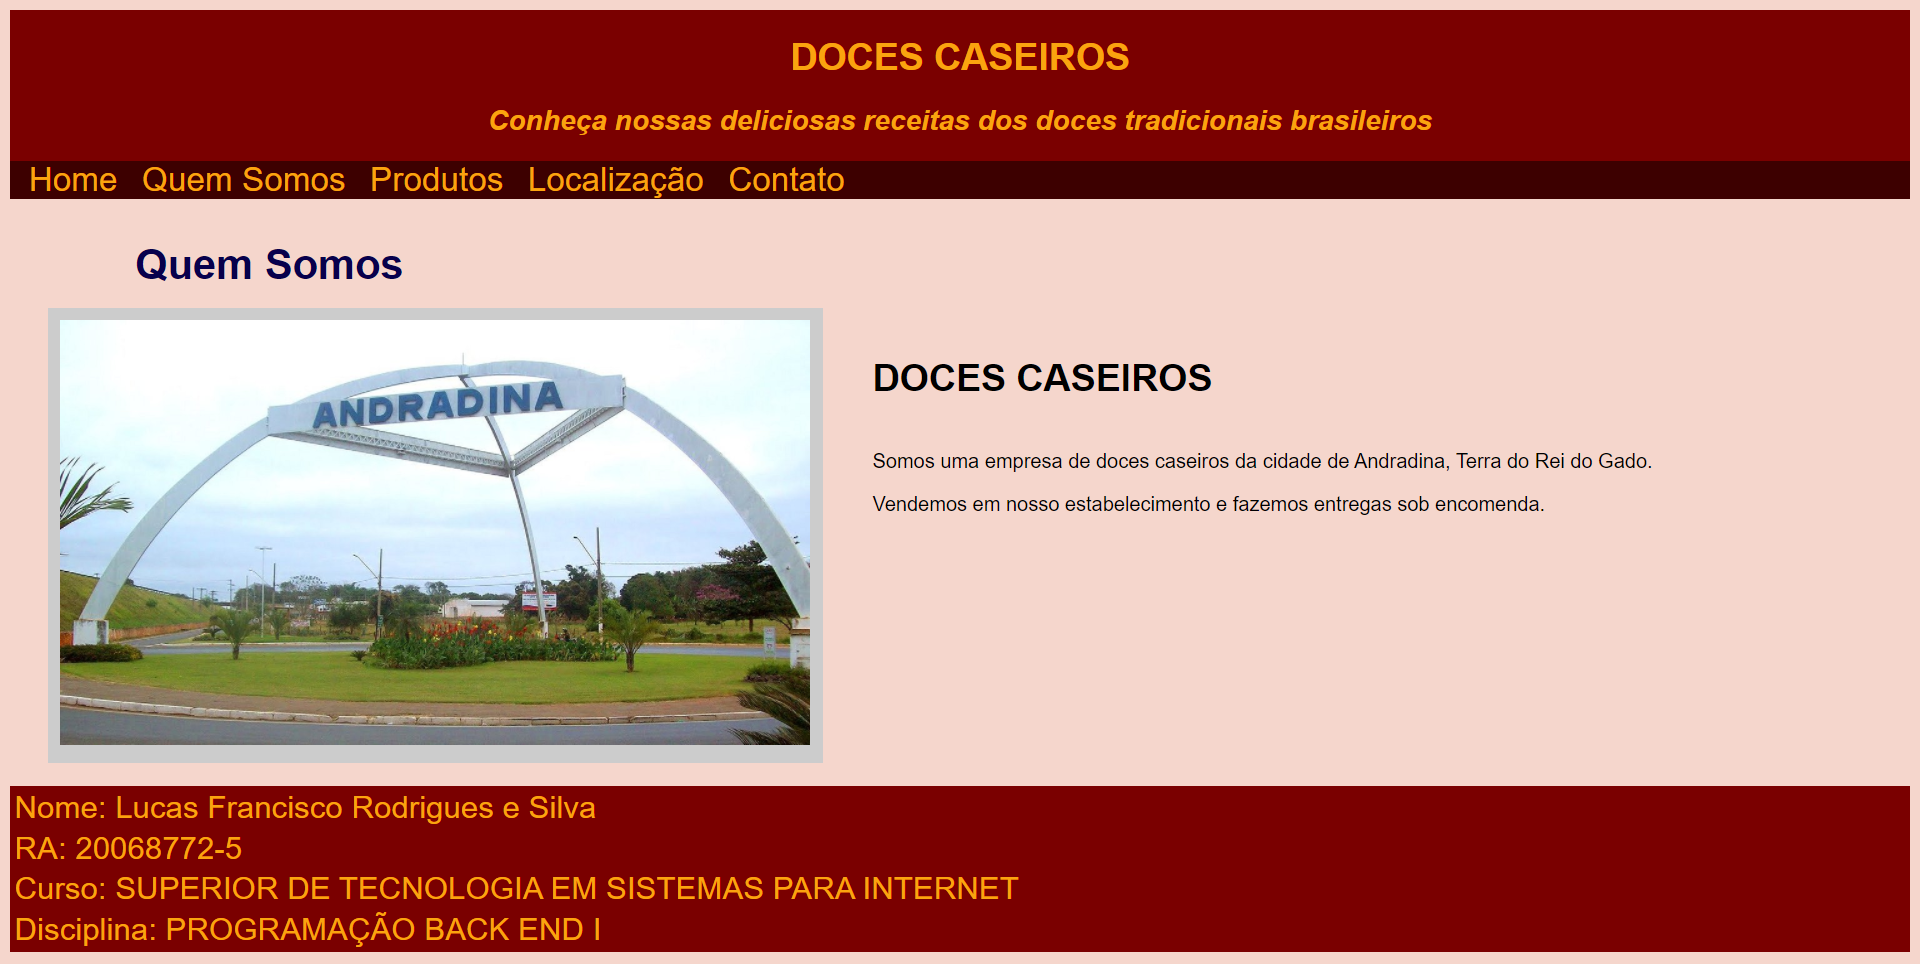 DOCES CASEIROS
Conheça nossas deliciosas receitas dos doces tradicionais brasileiros
Home Quem Somos Produtos Localização Contato
Quem Somos
ANDRADINA
DOCES CASEIROS
Somos uma empresa de doces caseiros da cidade de Andradina, Terra do Rei do Gado.
Vendemos em nosso estabelecimento e fazemos entregas sob encomenda.
Nome: Lucas Francisco Rodrigues e Silva
RA: 20068772-5
Curso: SUPERIOR DE TECNOLOGIA EM SISTEMAS PARA INTERNET
Disciplina: PROGRAMAÇÃO BACK END I